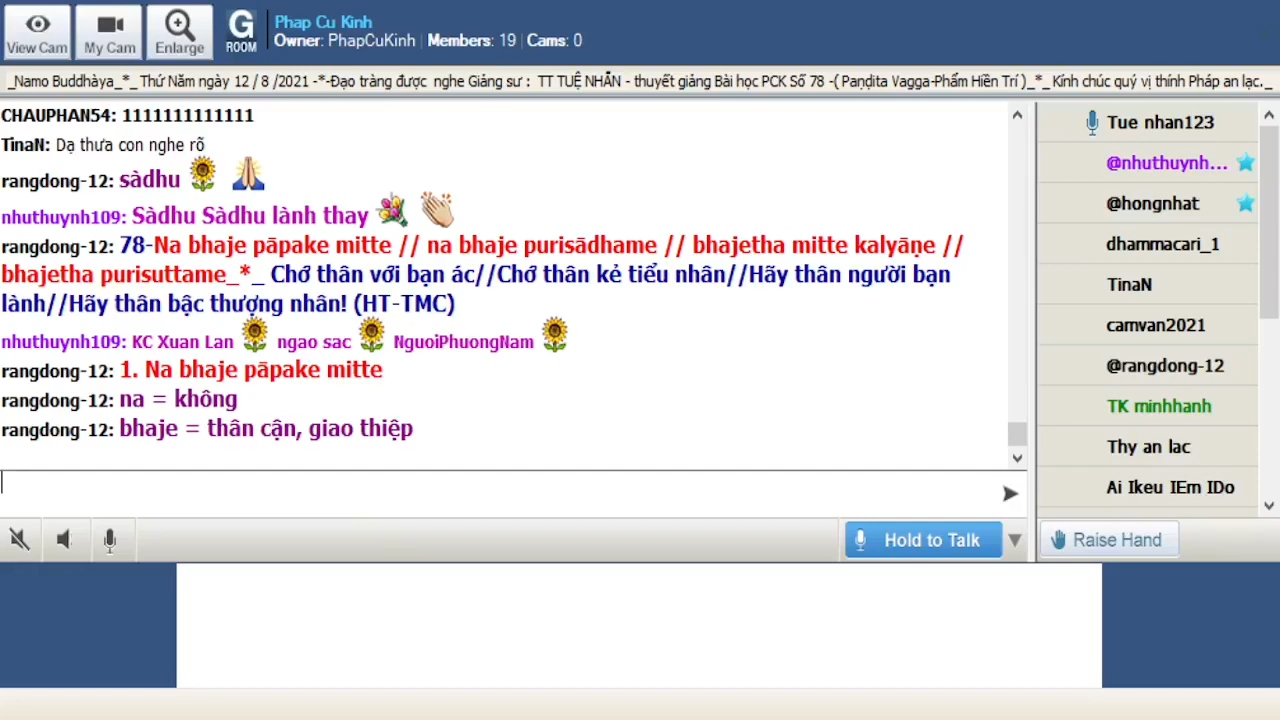 View Cam
My Cam
Enlarge
G
ROOM
Phap Cu Kinh
Owner: PhapCuKinh | Members: 19 | Cams: 0
_Namo Buddhàya_*_ Thứ Năm ngày 12 / 8 /2021 -*-Đạo tràng được nghe Giảng sư : TT TUỆ NHẪN - thuyết giảng Bài học PCK Số 78 -( Paṇḍita Vagga-Phẩm Hiền Trí )_*_ Kính chúc quý vị thính Pháp an lạc._
CHAUPHAN54: 1111111111111
TinaN: Dạ thưa con nghe rõ
rangdong-12: sàdhu
nhuthuynh109: Sàdhu Sàdhu lành thay
rangdong-12: 78-Na bhaje pāpake mitte // na bhaje purisādhame // bhajetha mitte kalyāṇe //
bhajetha purisuttame_*_ Chớ thân với bạn ác//Chớ thân kẻ tiểu nhân//Hãy thân người bạn
lành//Hãy thân bậc thượng nhân! (HT-TMC)
nhuthuynh109: KC Xuan Lan ngao sac NguoiPhuongNam
rangdong-12: 1. Na bhaje pāpake mitte
rangdong-12: na = không
rangdong-12: bhaje = thân cận, giao thiệp
Tue nhan123
@nhuthuynh...
@hongnhat
dhammacari_1
TinaN
camvan2021
@rangdong-12
TK minhhanh
Thy an lac
Ai Ikeu IEm IDo
Hold to Talk
Raise Hand